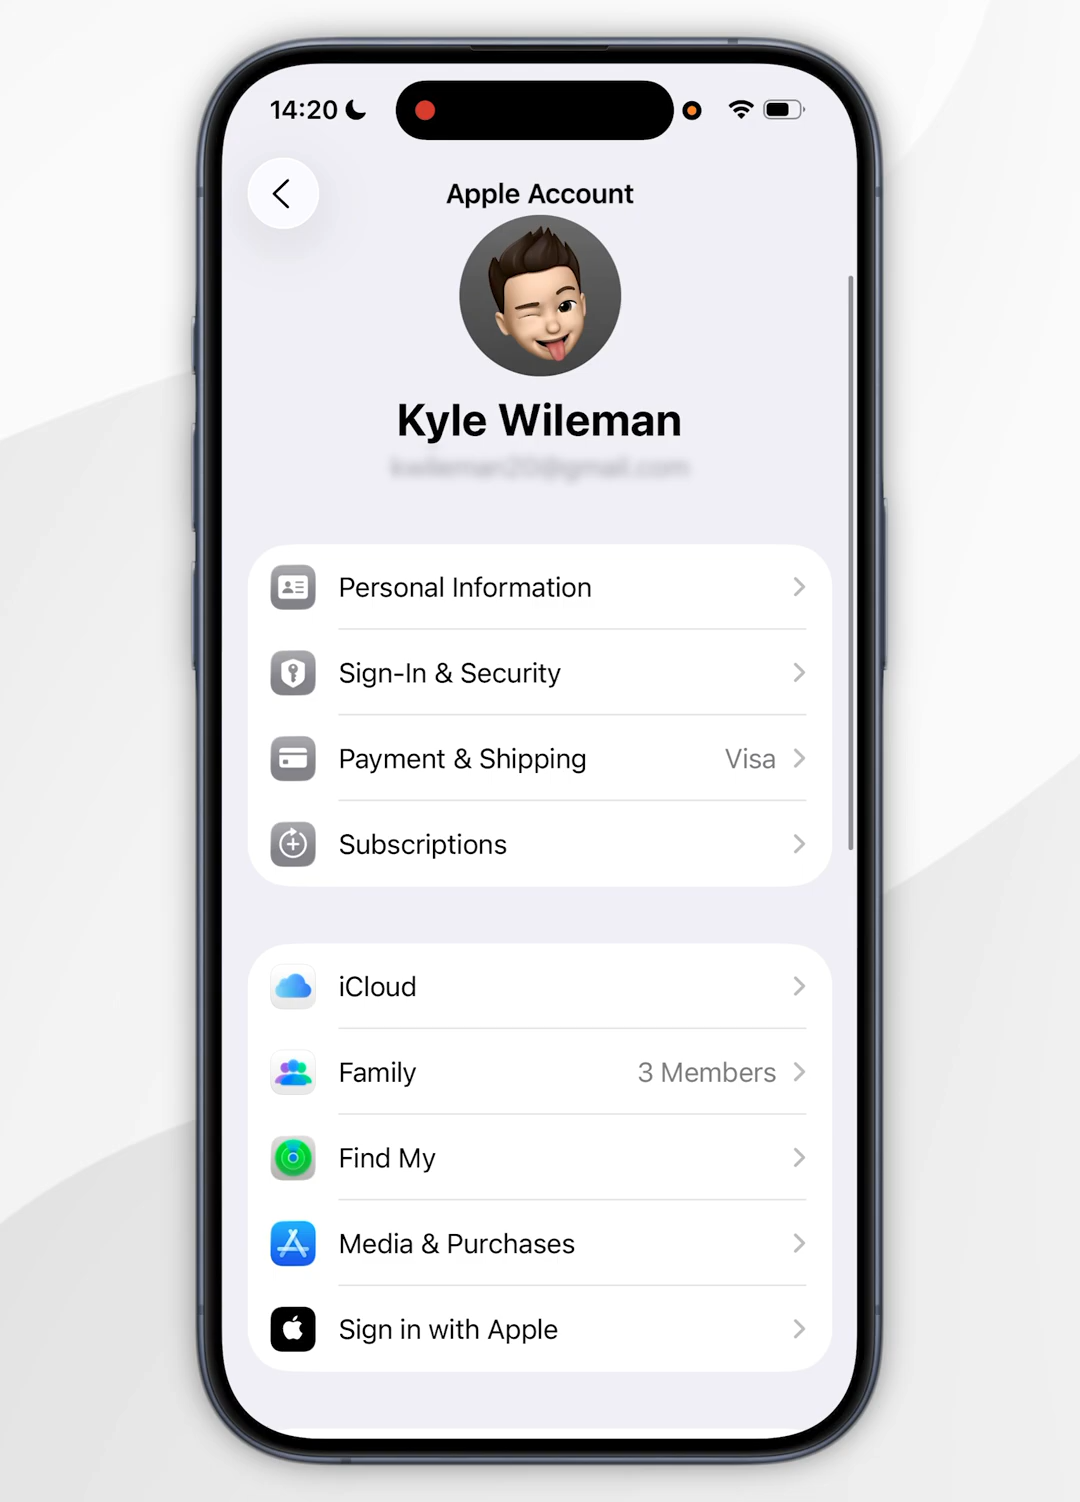 14:20
Apple Account
Kyle Wileman
Personal Information
Sign-In & Security
Payment & Shipping Visa
Subscriptions
iCloud
Family 3 Members
Find My
Media & Purchases
Sign in with Apple